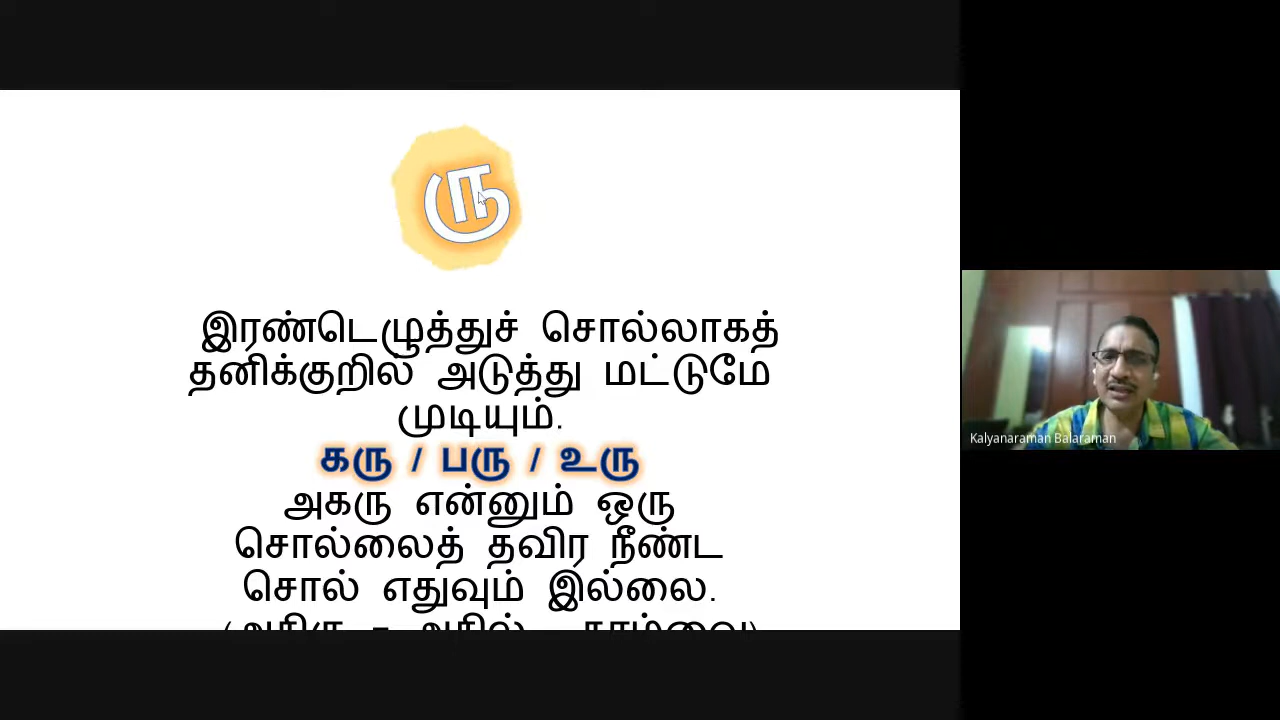 ரு
இரண்டெழுத்துச் சொல்லாகத்
தனிக்குறில் அடுத்து மட்டுமே
முடியும்.
கரு / பரு / உரு
அகரு என்னும் ஒரு
சொல்லைத் தவிர நீண்ட
சொல் எதுவும் இல்லை.
Kalyanaraman Balaraman